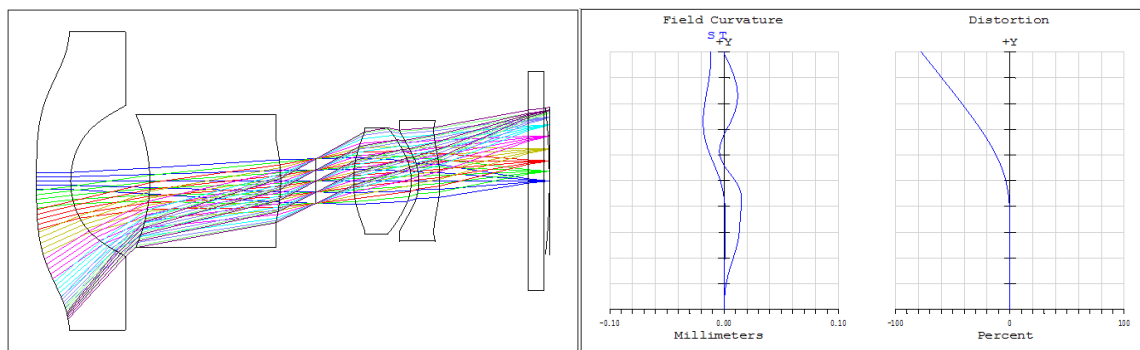 Field Curvature
S T
+Y
-0.10 0.00 0.10
Millimeters
Distortion
+Y
-100 0 100
Percent